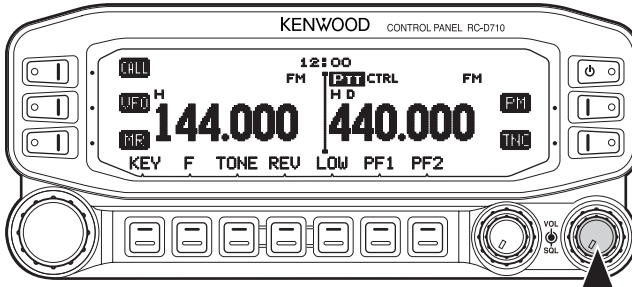 KENWOOD CONTROL PANEL RC-D710
12:00
CALL FM PTT CTRL FM
VFO H H D PM
MR 144.000 440.000 TNC
KEY F TONE REV LOW PF1 PF2
VOL
SQL